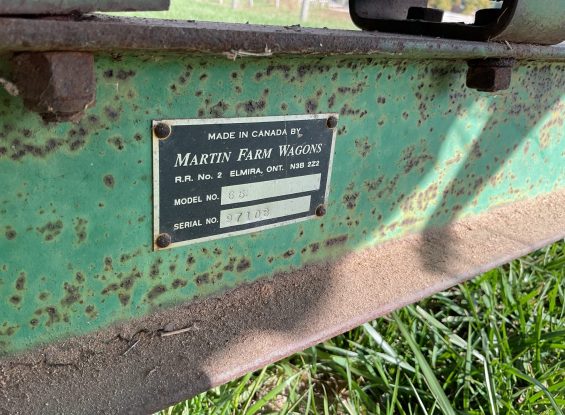 MADE IN CANADA BY
MARTIN FARM WAGONS
R.R. No. 2 ELMIRA, ONT. N3B 2Z2
MODEL NO.
SERIAL NO.